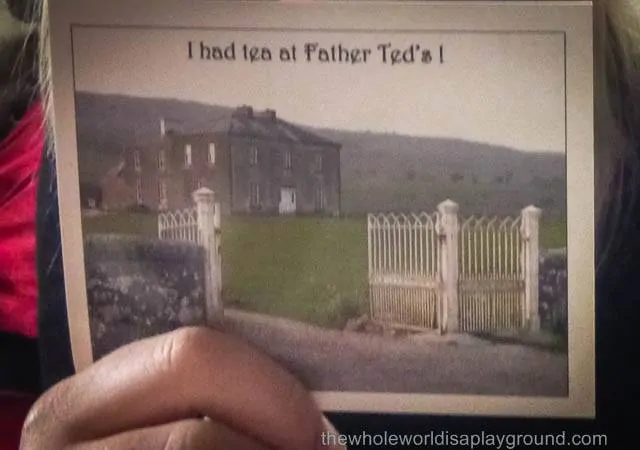 I had tea at Father Ted's !
thewholeworldisaplayground.com